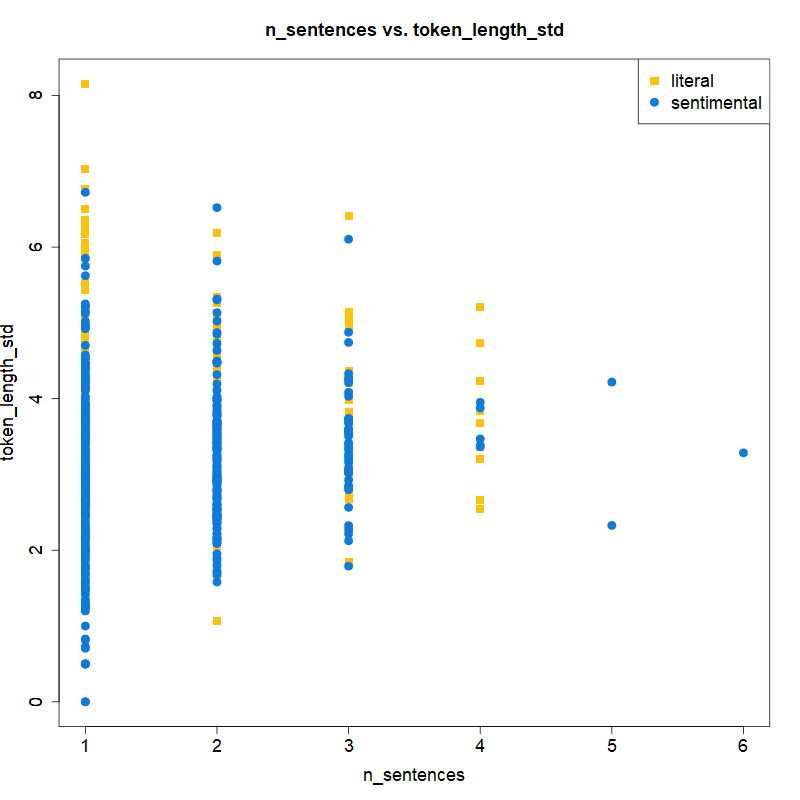 n_sentences vs. token_length_std
literal
sentimental
token_length_std
8
6
4
2
0
1 2 3 4 5 6
n_sentences